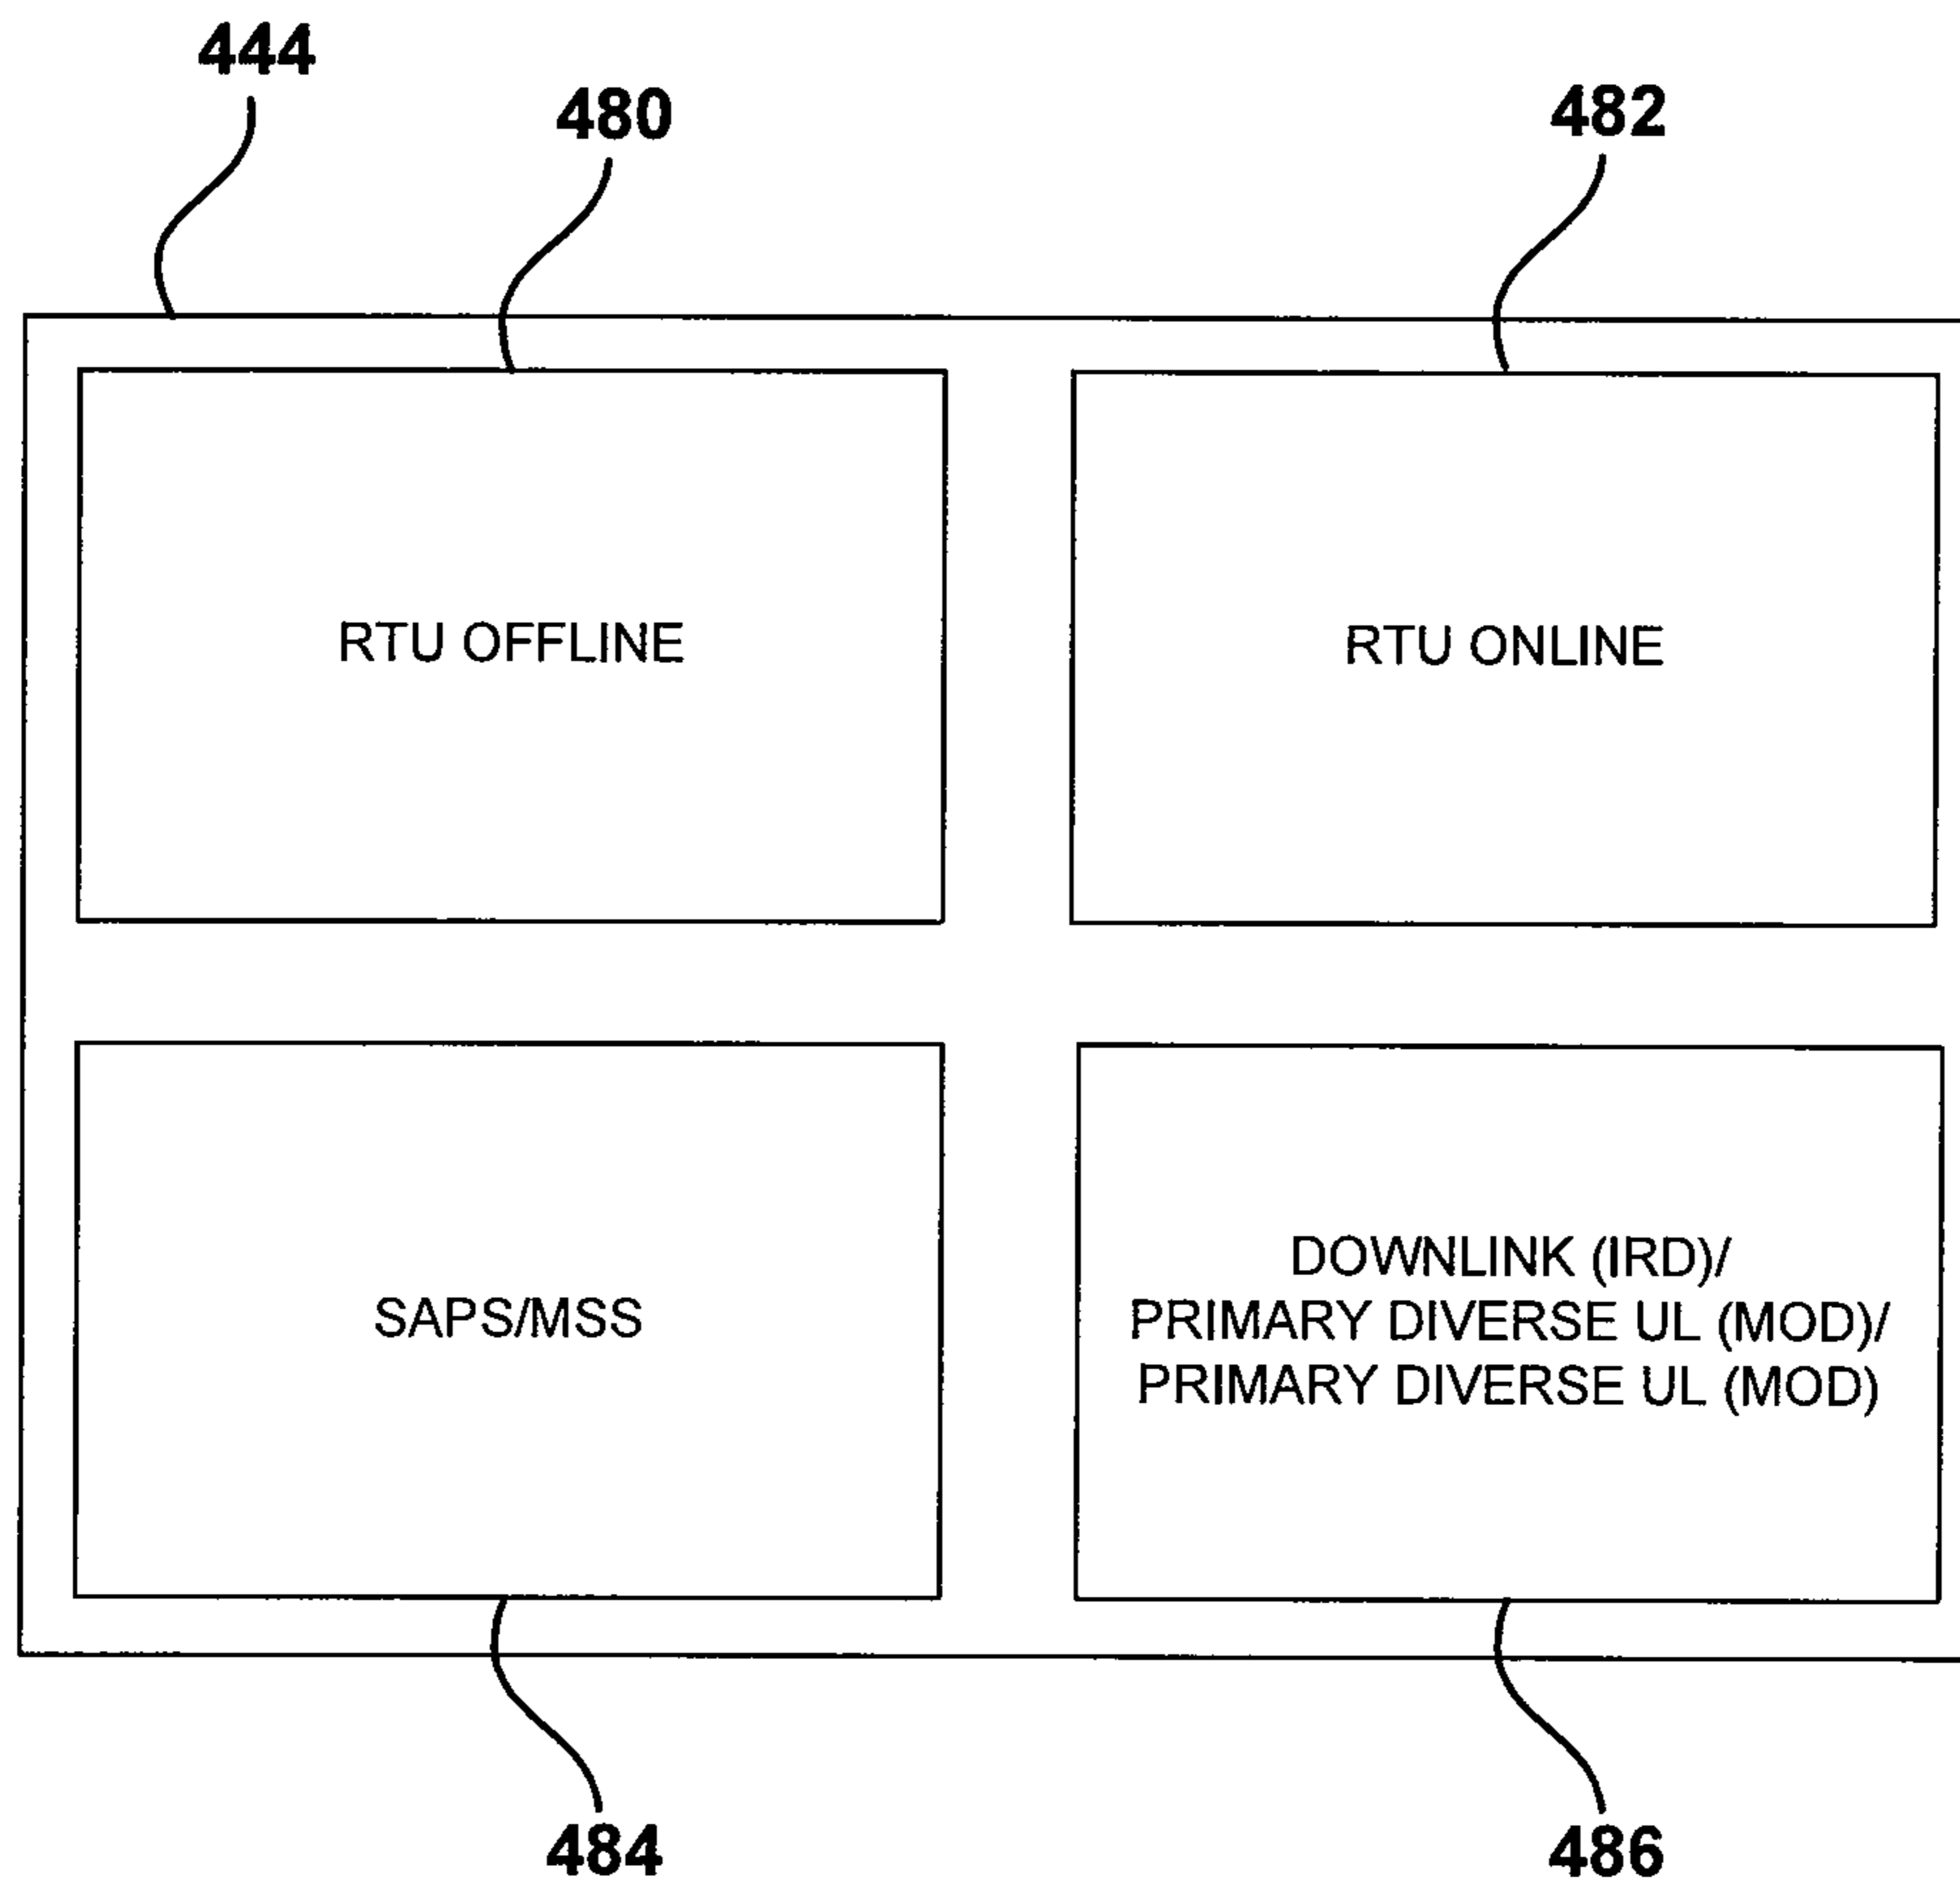 444
480
482
RTU OFFLINE
RTU ONLINE
SAPS/MSS
DOWNLINK (IRD)/
PRIMARY DIVERSE UL (MOD)/
PRIMARY DIVERSE UL (MOD)
484
486